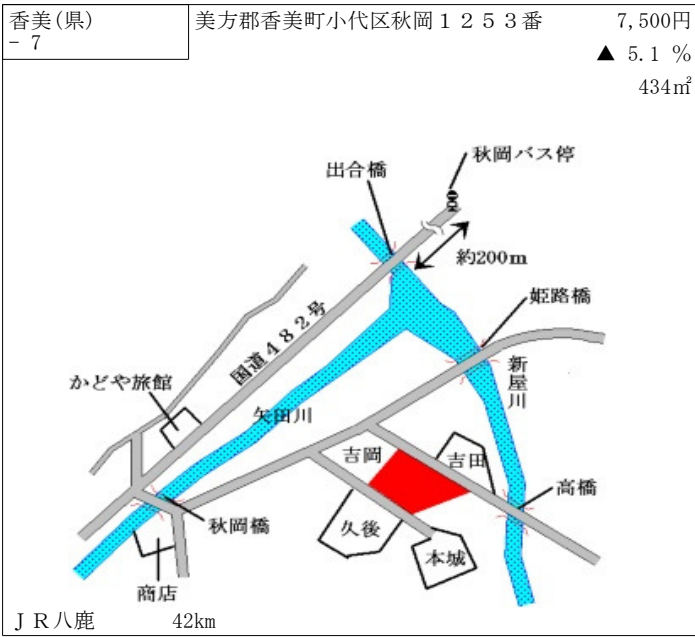 香美(県)
- 7
美方郡香美町小代区秋岡１２５３番
7,500円
▲ 5.1 %
434㎡
秋岡バス停
出合橋
約200m
姫路橋
国道４８２号
新屋川
かどや旅館
矢田川
吉岡
吉田
高橋
秋岡橋
久後
本城
商店
ＪＲ八鹿
42km